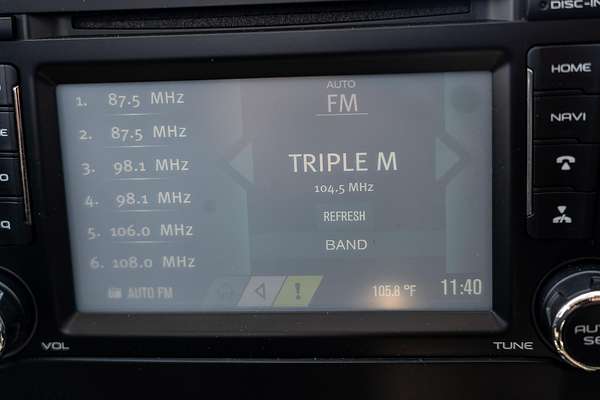 DISC-IN
AUTO
FM
1. 87.5 MHz
2. 87.5 MHz
3. 98.1 MHz
4. 98.1 MHz
5. 106.0 MHz
6. 108.0 MHz
TRIPLE M
104.5 MHz
REFRESH
BAND
AUTO FM
105.8 °F
11:40
HOME
NAVI
VOL
TUNE